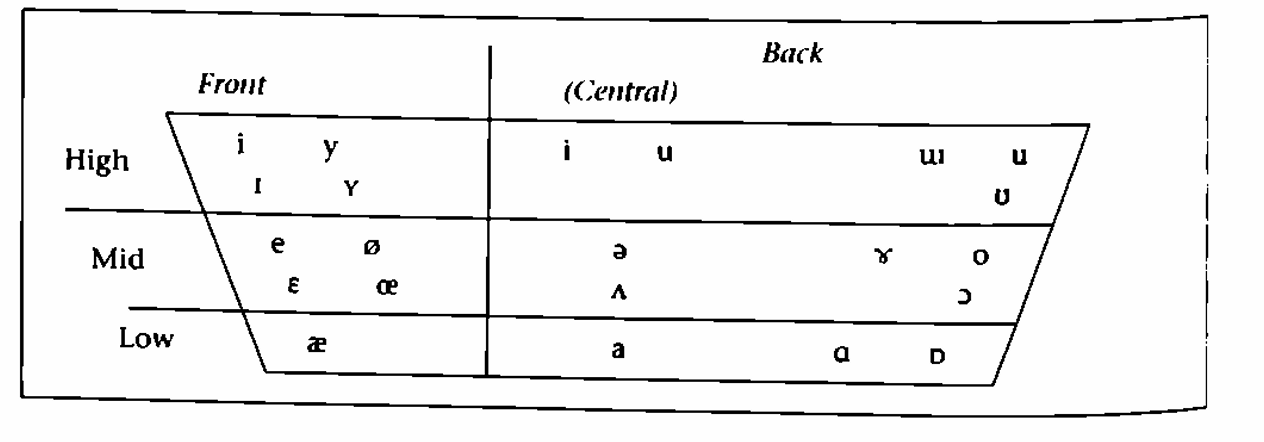 Back
Front (Central)
High i y i u ɯ u
ɪ ʏ ʊ
Mid e ø ə ɤ o
ɛ œ ʌ ɔ
Low æ a ɑ ɒ